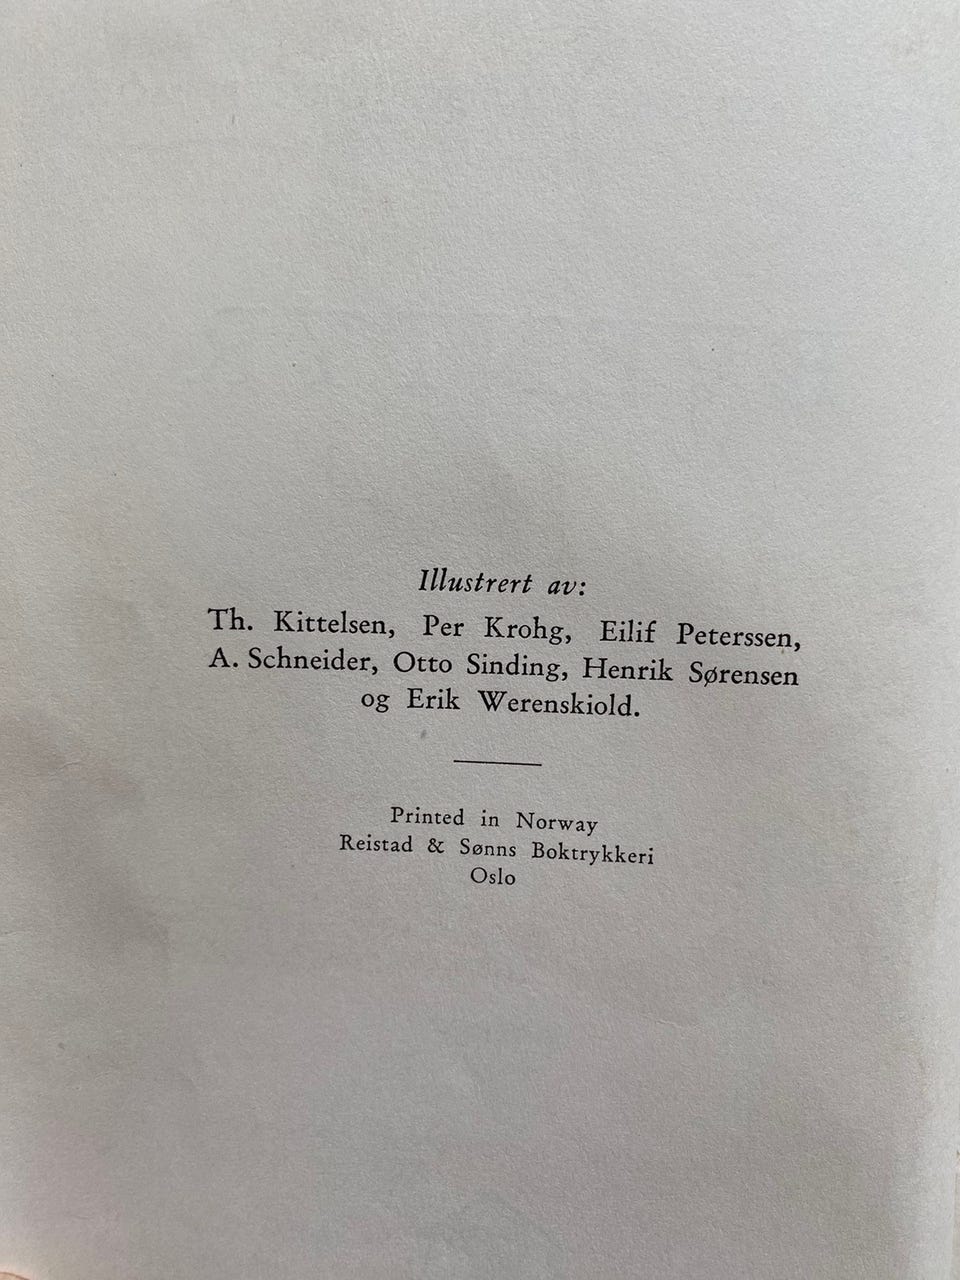 Illustrert av:
Th. Kittelsen, Per Krohg, Eilif Peterssen,
A. Schneider, Otto Sinding, Henrik Sørensen
og Erik Werenskiold.
Printed in Norway
Reistad & Sønns Boktrykkeri
Oslo